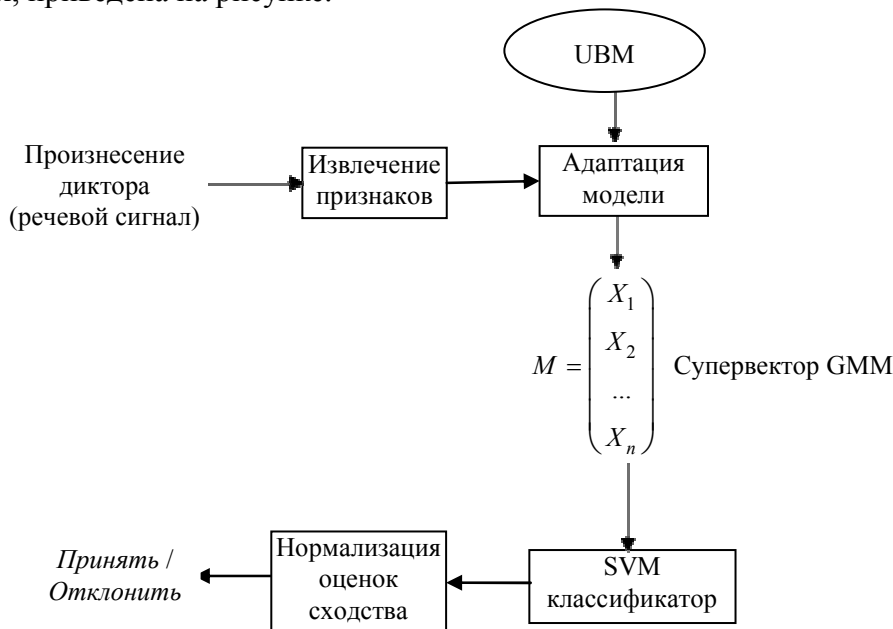 UBM
Произнесение
диктора
(речевой сигнал)
Извлечение
признаков
Адаптация
модели
M =
X1
X2
...
Xn
Супервектор GMM
Принять /
Отклонить
Нормализация
оценок
сходства
SVM
классификатор